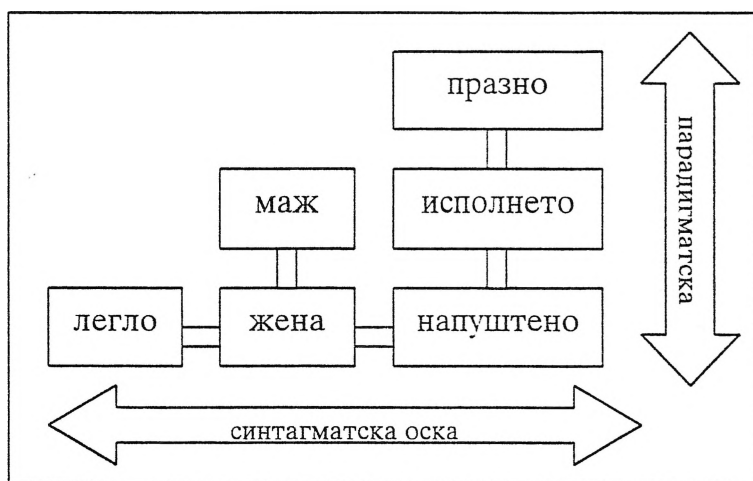 празно
маж
исполнето
легло
жена
напуштено
парадигматска
синтагматска оска